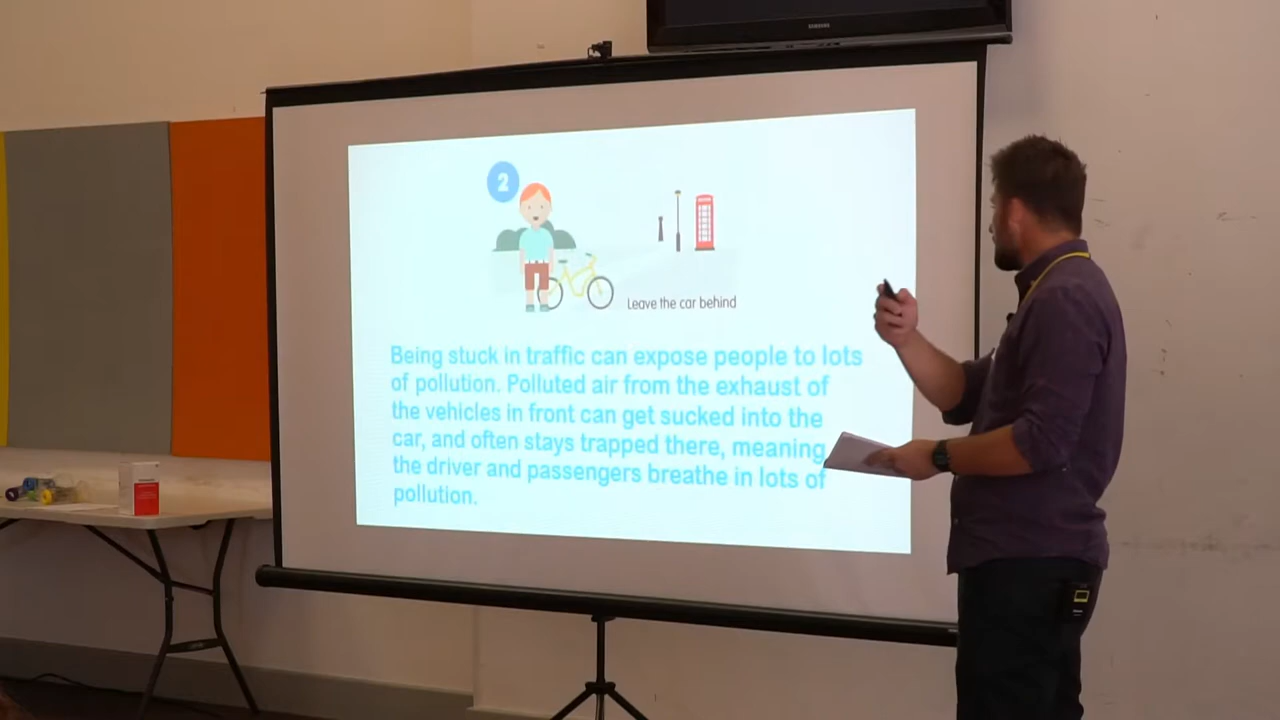 SAMSUNG
2
Leave the car behind
Being stuck in traffic can expose people to lots
of pollution. Polluted air from the exhaust of
the vehicles in front can get sucked into the
car, and often stays trapped there, meaning
the driver and passengers breathe in lots of
pollution.